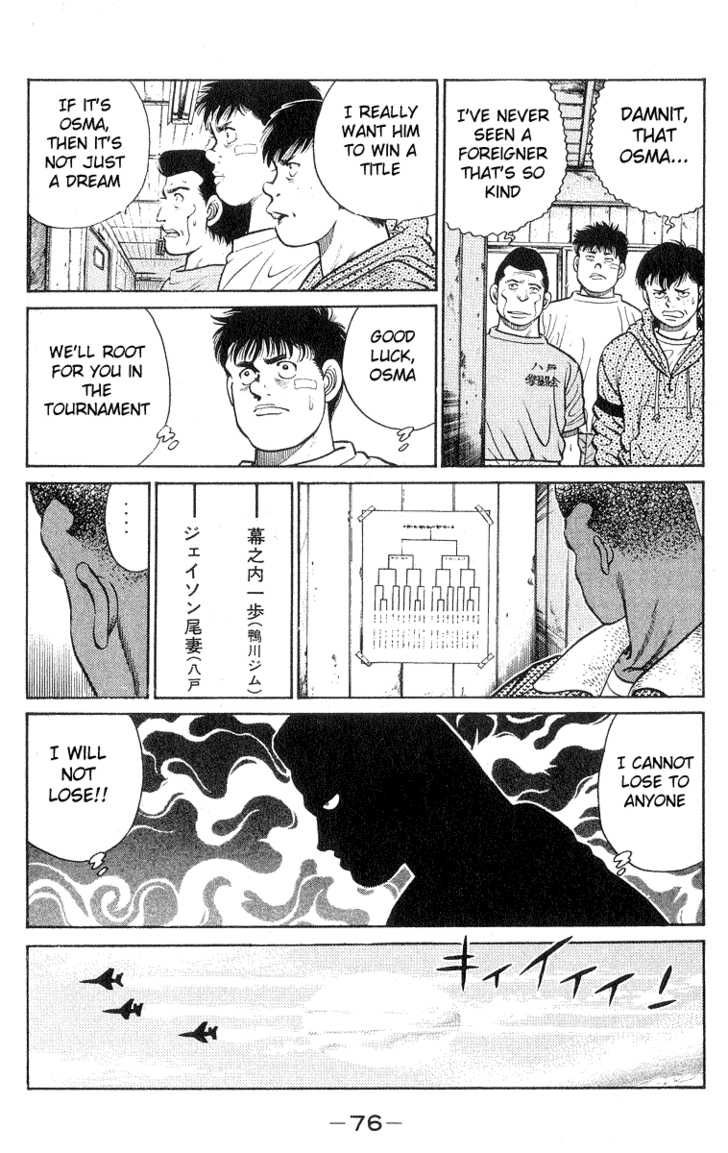 DAMNIT,
THAT
OSMA...
I'VE NEVER
SEEN A
FOREIGNER
THAT'S SO
KIND
八戸
I REALLY
WANT HIM
TO WIN A
TITLE
IF IT'S
OSMA,
THEN IT'S
NOT JUST
A DREAM
GOOD
LUCK,
OSMA
WE'LL ROOT
FOR YOU IN
THE
TOURNAMENT
幕之内一歩(鴨川ジム)
ジェイソン尾妻(八戸
....
I CANNOT
LOSE TO
ANYONE
I WILL
NOT
LOSE!!
キィイイイ!
-76-